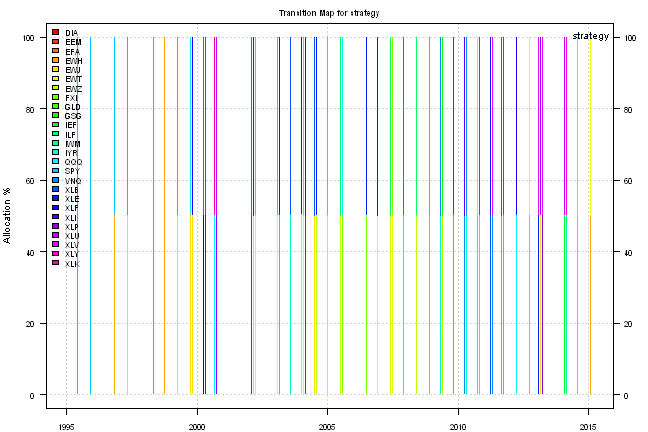 Transition Map for strategy
strategy
DIA
EEM
EFA
EWH
EWJ
EWT
EWZ
FXI
GLD
GSG
IEF
ILF
IWM
IYR
QQQ
SPY
VNQ
XLB
XLE
XLF
XLI
XLP
XLU
XLV
XLY
XLK
Allocation %
100
80
60
40
20
0
100
80
60
40
20
0
1995
2000
2005
2010
2015